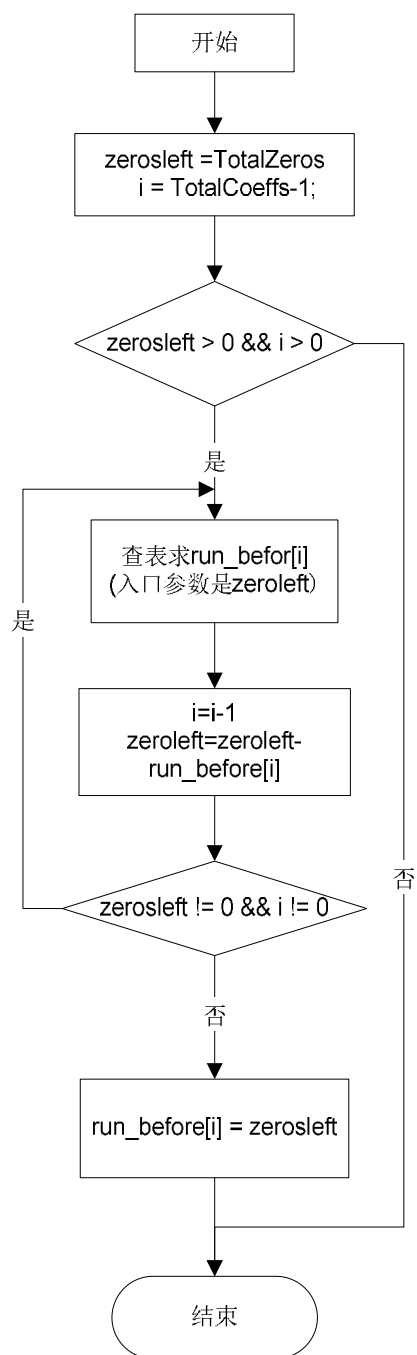 开始
zerosleft =TotalZeros
i = TotalCoeffs-1;
zerosleft > 0 && i > 0
是
查表求run_befor[i]
(入口参数是zeroleft）
是
i=i-1
zeroleft=zeroleft-
run_before[i]
否
zerosleft != 0 && i != 0
否
run_before[i] = zerosleft
结束